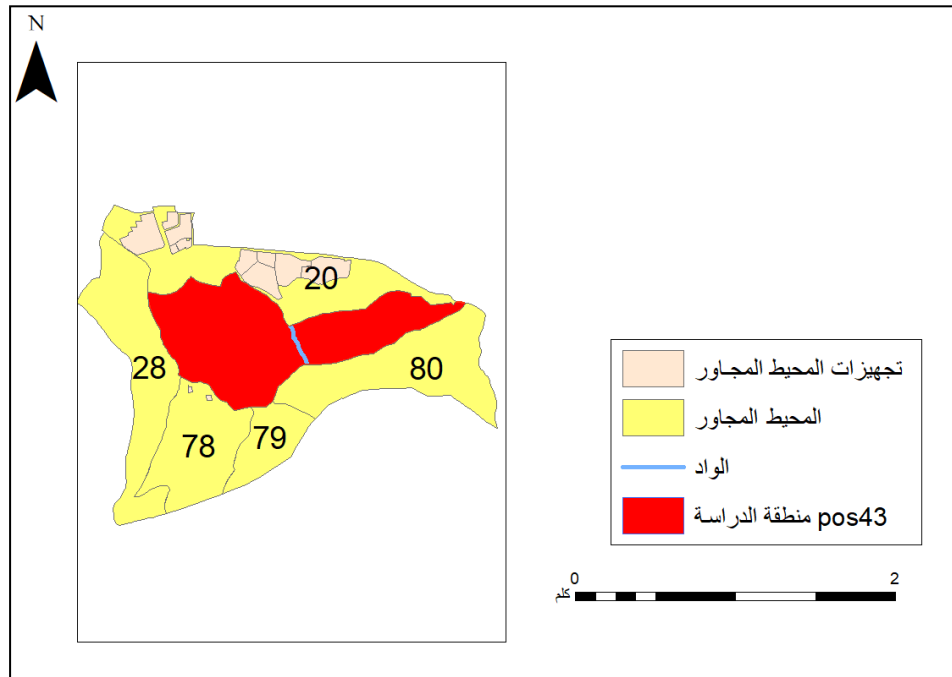 N
20
28
80
78
79
تجهيزات المحيط المجاور
المحيط المجاور
الواد
منطقة الدراسة pos43
0 2
كلم